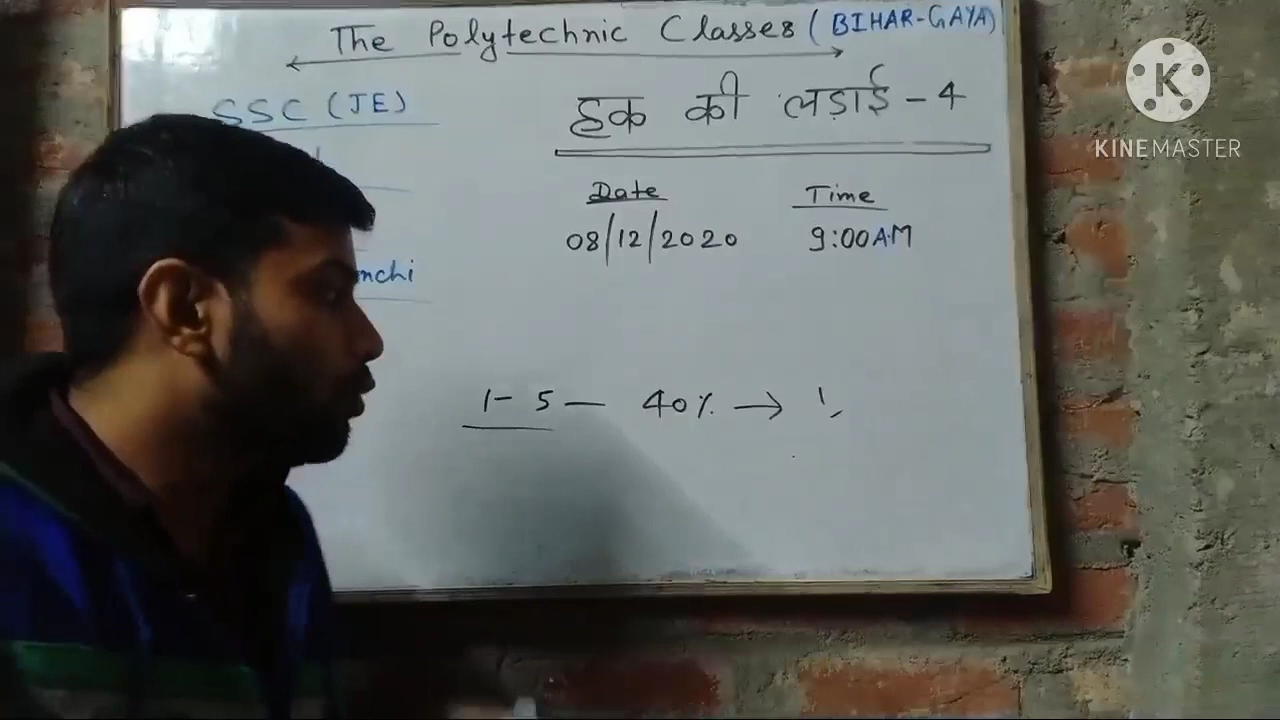 The Polytechnic Classes (BIHAR-GAYA)
SSC (JE)
हक की लड़ाई - 4
Date Time
08/12/2020 9:00AM
1- 5 — 40% →
K
KINEMASTER